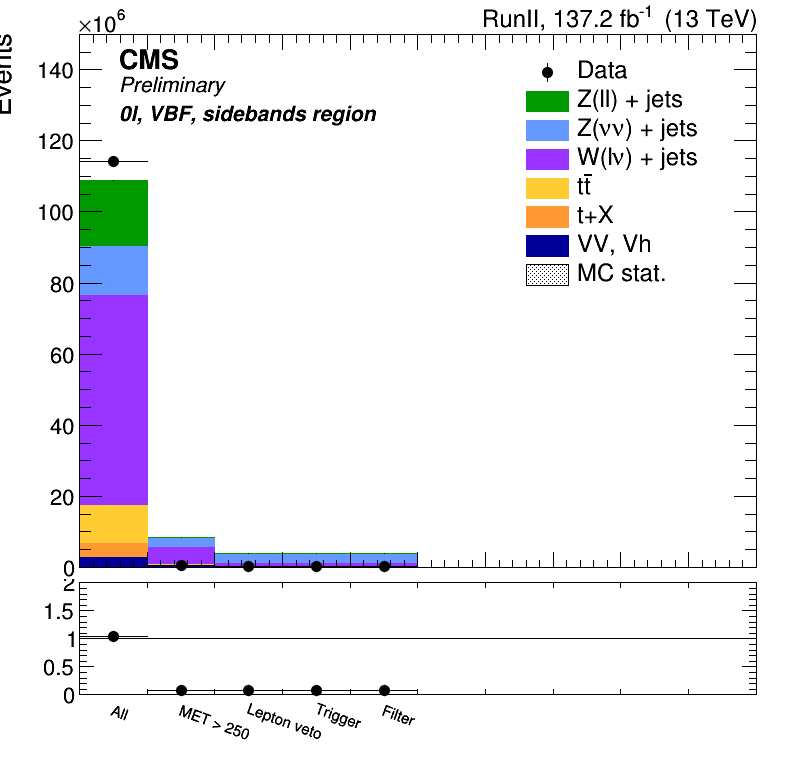 ×10⁶
RunII, 137.2 fb⁻¹ (13 TeV)
Events
CMS
Preliminary
0l, VBF, sidebands region
Data
Z(ll) + jets
Z(νν) + jets
W(lν) + jets
tt̄
t+X
VV, Vh
MC stat.
140
120
100
80
60
40
20
0
2
1.5
1
0.5
0
All
MET > 250
Lepton veto
Trigger
Filter